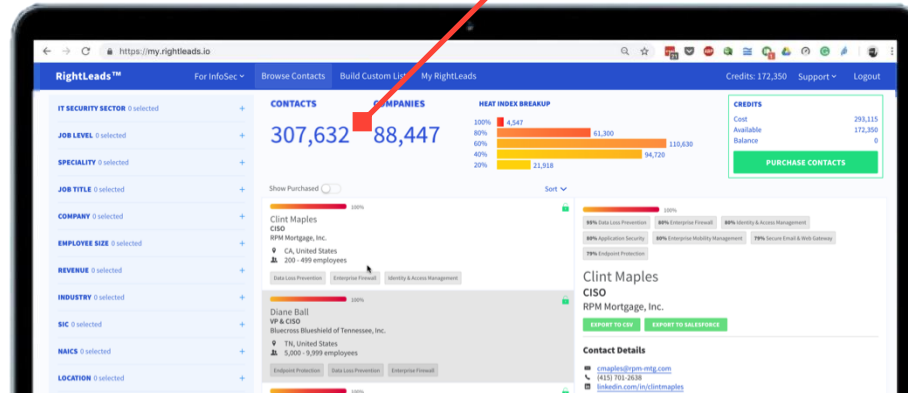 https://my.rightleads.io
RightLeads™
For InfoSec
Browse Contacts
Build Custom List
My RightLeads
Credits: 172,350
Support
Logout
IT SECURITY SECTOR 0 selected
JOB LEVEL 0 selected
SPECIALITY 0 selected
JOB TITLE 0 selected
COMPANY 0 selected
EMPLOYEE SIZE 0 selected
REVENUE 0 selected
INDUSTRY 0 selected
SIC 0 selected
NAICS 0 selected
LOCATION 0 selected
CONTACTS
307,632
COMPANIES
88,447
HEAT INDEX BREAKUP
100% 4,547
80% 61,300
60% 110,630
40% 94,720
20% 21,918
CREDITS
Cost 293,115
Available 172,350
Balance 0
PURCHASE CONTACTS
Show Purchased
Sort
100%
Clint Maples
CISO
RPM Mortgage, Inc.
CA, United States
200 - 499 employees
Data Loss Prevention Enterprise Firewall Identity & Access Management
100%
Diane Ball
VP & CISO
Bluecross Blueshield of Tennessee, Inc.
TN, United States
5,000 - 9,999 employees
Endpoint Protection Data Loss Prevention Enterprise Firewall
100%
100%
Data Loss Prevention
80% Enterprise Firewall
80% Identity & Access Management
80% Application Security
80% Enterprise Mobility Management
79% Secure Email & Web Gateway
79% Endpoint Protection
Clint Maples
CISO
RPM Mortgage, Inc.
EXPORT TO CSV
EXPORT TO SALESFORCE
Contact Details
cmaples@rpm-mtg.com
(415) 701-2638
linkedin.com/in/clintmaples